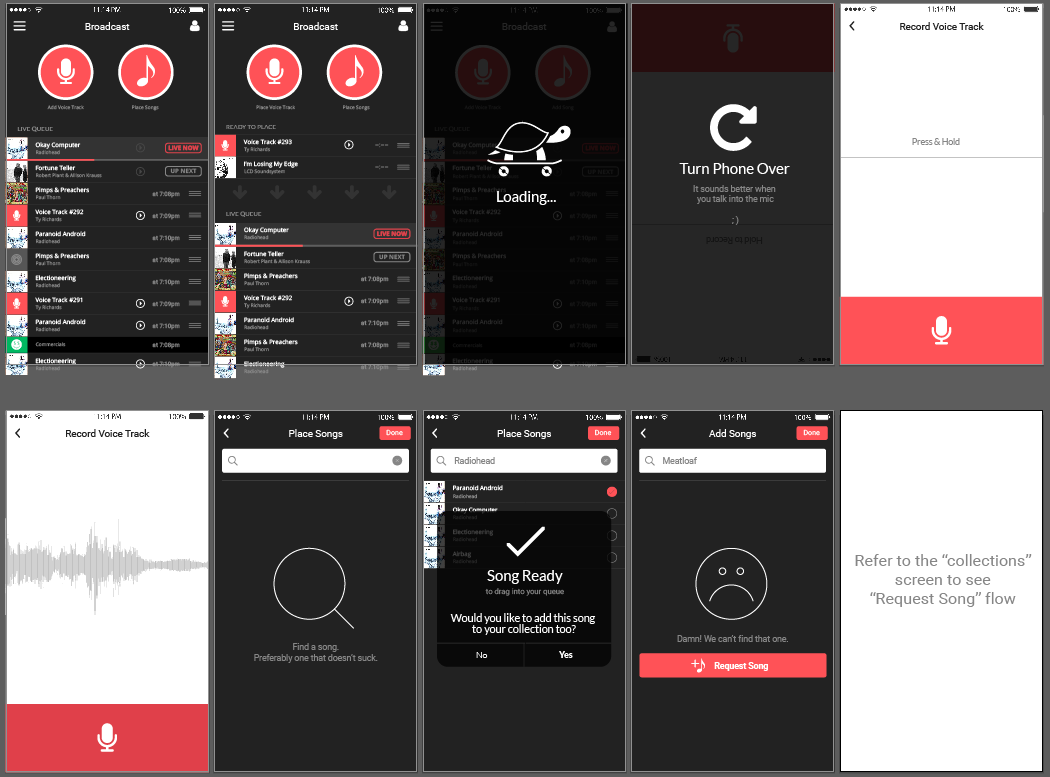 11:14 PM 100%
Broadcast
Add Voice Track Place Songs
LIVE QUEUE
Okay Computer
Radiohead
LIVE NOW
Fortune Teller
Robert Plant & Allison Krauss
UP NEXT
Pimps & Preachers
Paul Thorn
at 7:08pm
Voice Track #292
Ty Richards
at 7:09pm
Paranoid Android
Radiohead
at 7:10pm
Pimps & Preachers
Paul Thorn
at 7:08pm
Electioneering
Radiohead
at 7:10pm
Voice Track #291
Ty Richards
at 7:09pm
Paranoid Android
Radiohead
at 7:10pm
Commercials
at 7:08pm
Electioneering
Radiohead
at 7:10pm
11:14 PM 100%
Broadcast
Place Voice Track Place Songs
READY TO PLACE
Voice Track #293
Ty Richards
--:--
I'm Losing My Edge
LCD Soundsystem
--:--
LIVE QUEUE
Okay Computer
Radiohead
LIVE NOW
Fortune Teller
Robert Plant & Allison Krauss
UP NEXT
Pimps & Preachers
Paul Thorn
at 7:08pm
Voice Track #292
Ty Richards
at 7:09pm
Paranoid Android
Radiohead
at 7:10pm
Pimps & Preachers
Paul Thorn
at 7:08pm
Electioneering
Radiohead
at 7:10pm
Broadcast
Loading...
Turn Phone Over
It sounds better when
you talk into the mic
;)
Hold to Record
11:14 PM 100%
Record Voice Track
Press & Hold
1:14 PM 100%
Record Voice Track
11:14 PM 100%
Place Songs
Done
Find a song.
Preferably one that doesn't suck.
11:14 PM 100%
Place Songs
Done
Radiohead
Paranoid Android
Radiohead
Okay Computer
Electioneering
Radiohead
Airbag
Song Ready
to drag into your queue
Would you like to add this song
to your collection too?
No Yes
11:14 PM 100%
Add Songs
Done
Meatloaf
Damn! We can't find that one.
Request Song
Refer to the “collections”
screen to see
“Request Song” flow